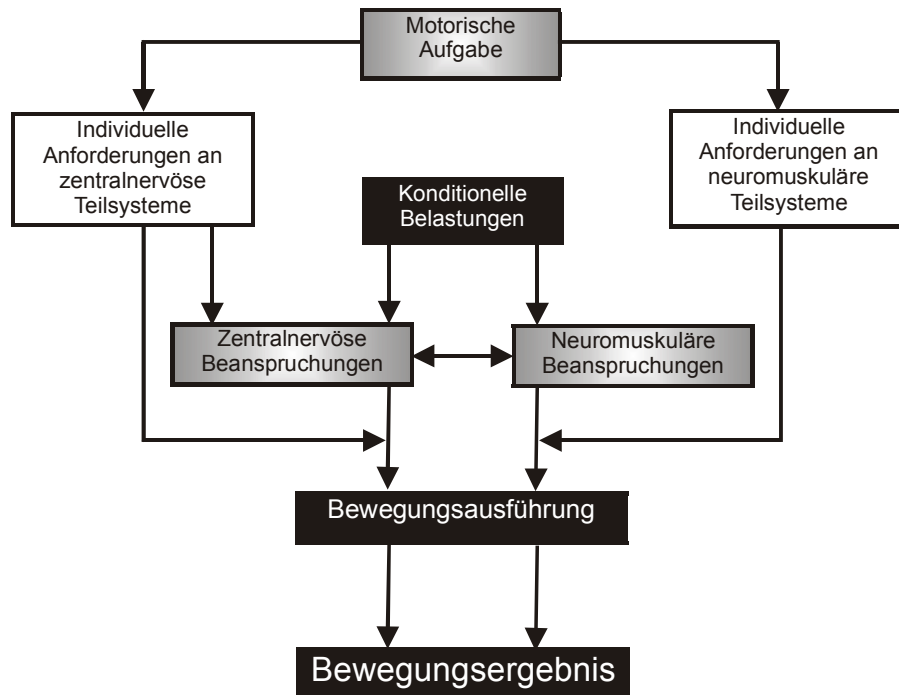 Motorische
Aufgabe
Individuelle
Anforderungen an
zentralnervöse
Teilsysteme
Individuelle
Anforderungen an
neuromuskuläre
Teilsysteme
Konditionelle
Belastungen
Zentralnervöse
Beanspruchungen
Neuromuskuläre
Beanspruchungen
Bewegungsausführung
Bewegungsergebnis